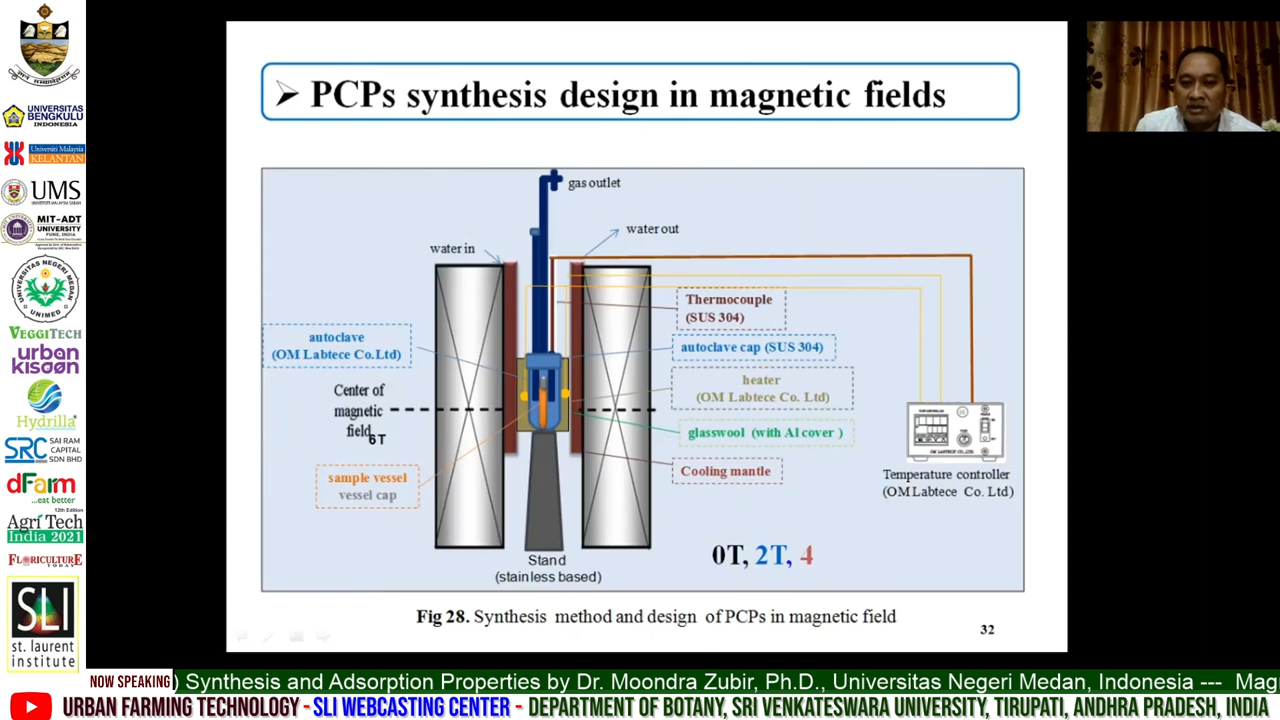 UNIVERSITAS
BENGKULU
INDONESIA
Universiti Malaysia
KELANTAN
UMS
MIT-ADT
UNIVERSITY
PUNE, INDIA
UNIVERSITAS NEGERI MEDAN
UNIMED
VEGGITECH
urban
kisaan
Hydrilla
SRC SAI RAM
CAPITAL
SDN BHD
dFarm
...eat better
12th Edition
Agri Tech
India 2021
FLORICULTURE
TODAY
SLI
st. laurent
institute
➢ PCPs synthesis design in magnetic fields
gas outlet
water out
water in
Thermocouple
(SUS 304)
autoclave
(OM Labtece Co.Ltd)
autoclave cap (SUS 304)
heater
(OM Labtece Co. Ltd)
Center of
magnetic
field
6T
glasswool (with Al cover )
Cooling mantle
sample vessel
vessel cap
Temperature controller
(OM Labtece Co. Ltd)
Stand
(stainless based)
0T, 2T, 4
Fig 28. Synthesis method and design of PCPs in magnetic field
32
NOW SPEAKING
) Synthesis and Adsorption Properties by Dr. Moondra Zubir, Ph.D., Universitas Negeri Medan, Indonesia --- Mag
URBAN FARMING TECHNOLOGY - SLI WEBCASTING CENTER - DEPARTMENT OF BOTANY, SRI VENKATESWARA UNIVERSITY, TIRUPATI, ANDHRA PRADESH, INDIA